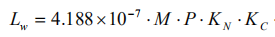 L_w = 4.188×10⁻⁷ · M · P · K_N · K_C